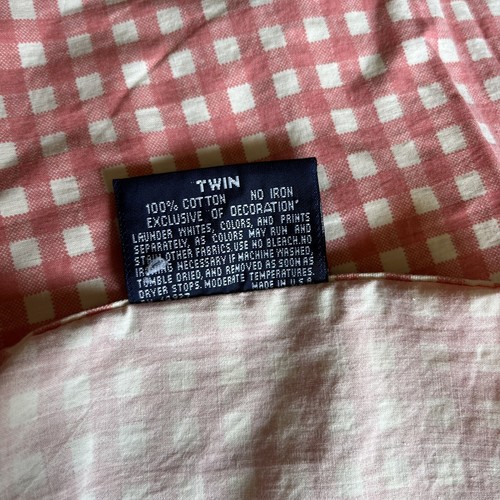 TWIN
100% COTTON NO IRON
EXCLUSIVE OF DECORATION
LAUNDER WHITES, COLORS, AND PRINTS
SEPARATELY, AS COLORS MAY RUN AND
STAIN OTHER FABRICS. USE NO BLEACH. NO
IRONING NECESSARY IF MACHINE WASHED,
TUMBLE DRIED, AND REMOVED AS SOON AS
DRYER STOPS. MODERATE TEMPERATURES.
MADE IN U.S.A